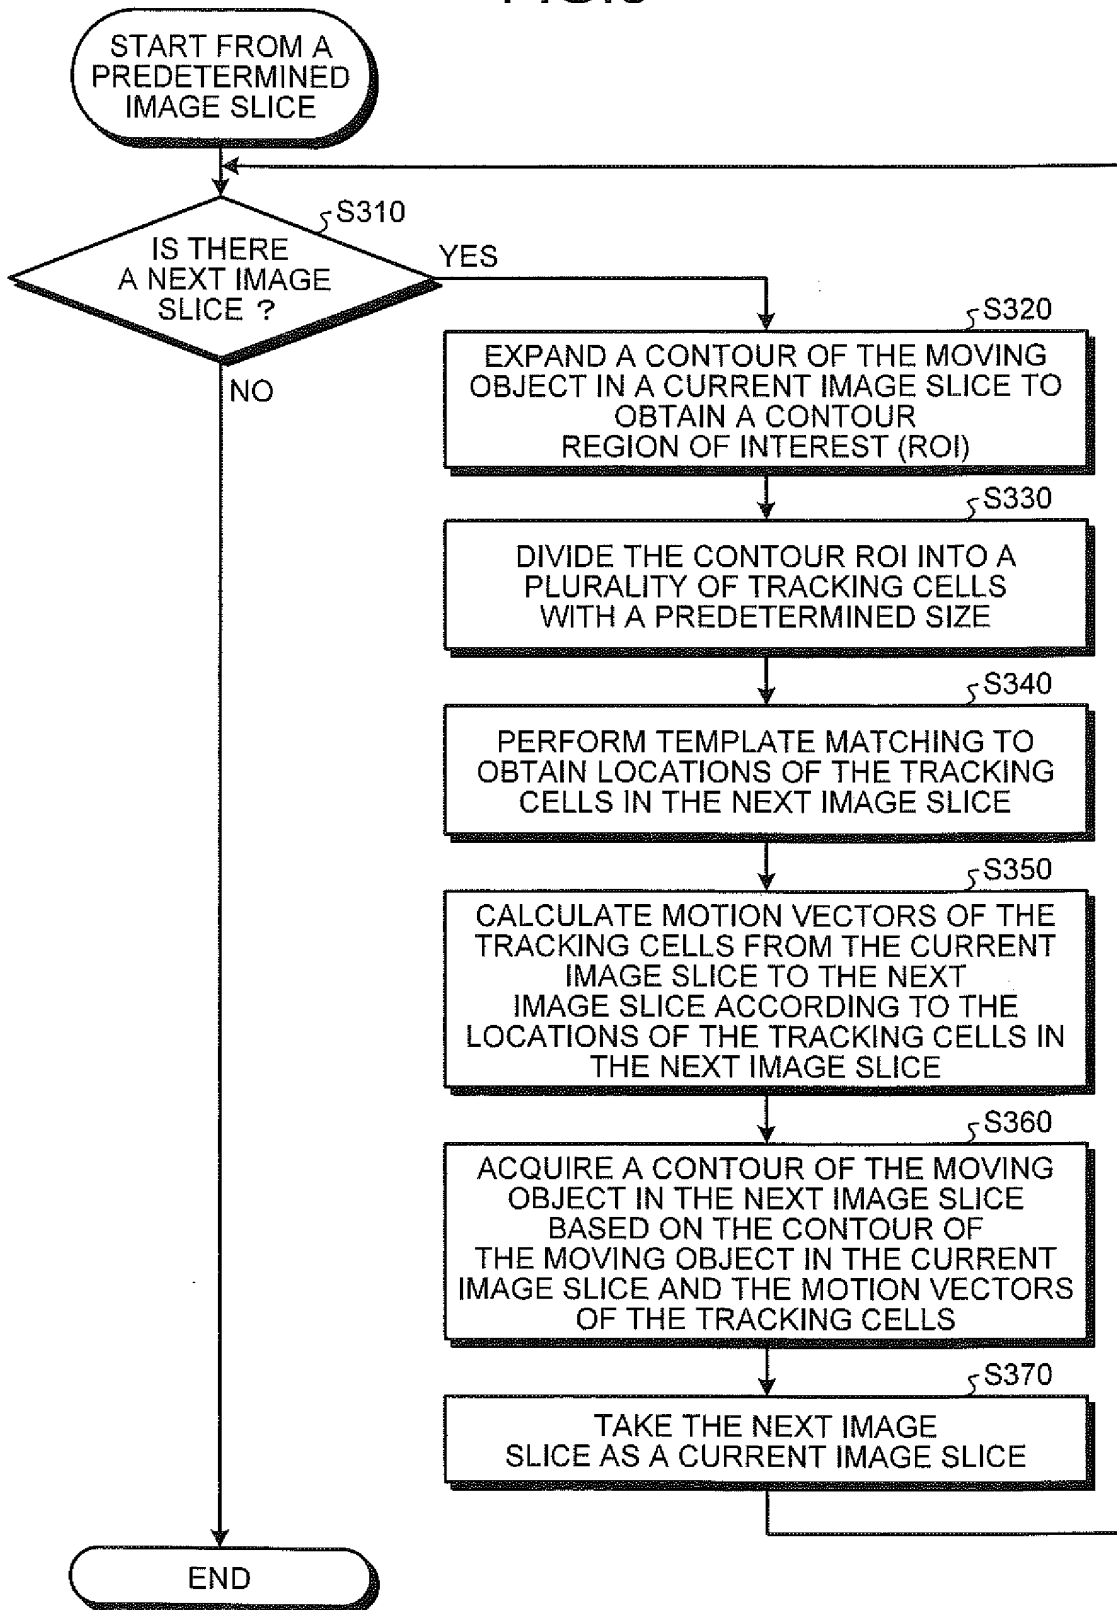 START FROM A
PREDETERMINED
IMAGE SLICE
S310
IS THERE
A NEXT IMAGE
SLICE ?
YES
NO
S320
EXPAND A CONTOUR OF THE MOVING
OBJECT IN A CURRENT IMAGE SLICE TO
OBTAIN A CONTOUR
REGION OF INTEREST (ROI)
S330
DIVIDE THE CONTOUR ROI INTO A
PLURALITY OF TRACKING CELLS
WITH A PREDETERMINED SIZE
S340
PERFORM TEMPLATE MATCHING TO
OBTAIN LOCATIONS OF THE TRACKING
CELLS IN THE NEXT IMAGE SLICE
S350
CALCULATE MOTION VECTORS OF THE
TRACKING CELLS FROM THE CURRENT
IMAGE SLICE TO THE NEXT
IMAGE SLICE ACCORDING TO THE
LOCATIONS OF THE TRACKING CELLS IN
THE NEXT IMAGE SLICE
S360
ACQUIRE A CONTOUR OF THE MOVING
OBJECT IN THE NEXT IMAGE SLICE
BASED ON THE CONTOUR OF
THE MOVING OBJECT IN THE CURRENT
IMAGE SLICE AND THE MOTION VECTORS
OF THE TRACKING CELLS
S370
TAKE THE NEXT IMAGE
SLICE AS A CURRENT IMAGE SLICE
END